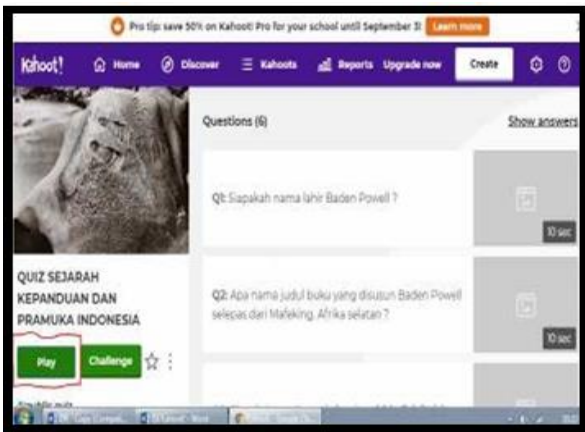 Pro tip: save 50% on Kahoot! Pro for your school until September 3! Learn more
Kahoot! Home Discover Kahoots Reports Upgrade now Create
Questions (6) Show answers
Q1: Siapakah nama lahir Baden Powell ?
10 sec
QUIZ SEJARAH
KEPANDUAN DAN
PRAMUKA INDONESIA
Q2: Apa nama judul buku yang disusun Baden Powell
selepas dari Mafeking, Afrika selatan ?
10 sec
Play Challenge